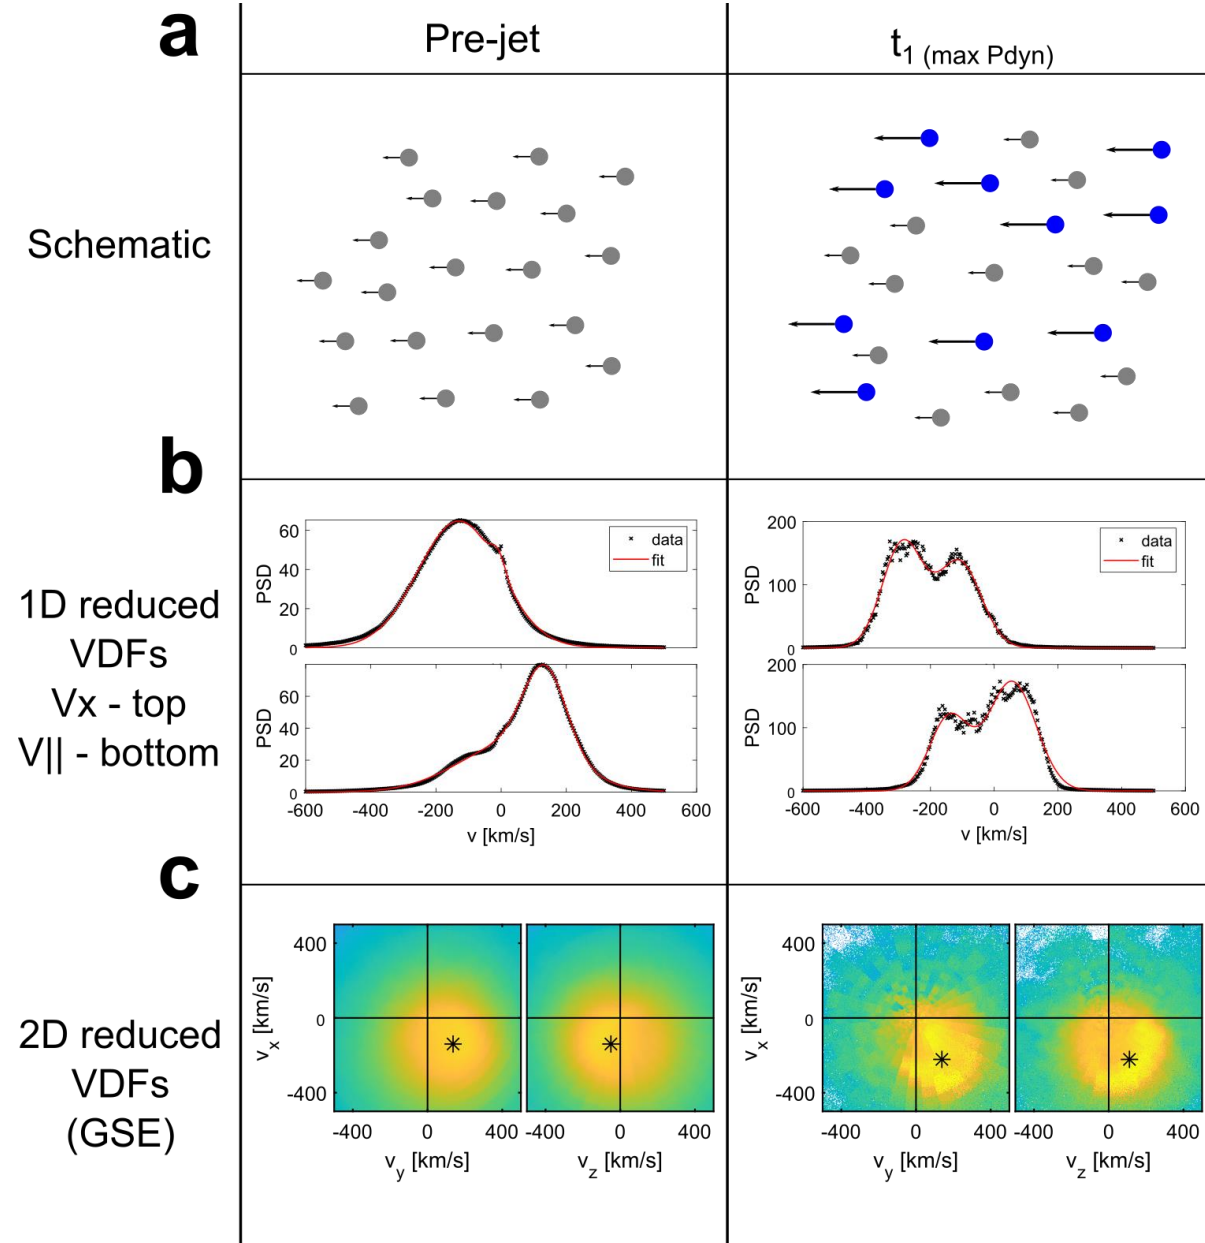 a
Pre-jet
t1 (max Pdyn)
Schematic
b
1D reduced
VDFs
Vx - top
V|| - bottom
PSD
60
40
20
0
data
fit
PSD
60
40
20
0
-600 -400 -200 0 200 400 600
v [km/s]
PSD
200
100
0
data
fit
PSD
200
100
0
-600 -400 -200 0 200 400 600
v [km/s]
c
2D reduced
VDFs
(GSE)
vx [km/s]
400
0
-400
-400 0 400
vy [km/s]
-400 0 400
vz [km/s]
vx [km/s]
400
0
-400
-400 0 400
vy [km/s]
-400 0 400
vz [km/s]